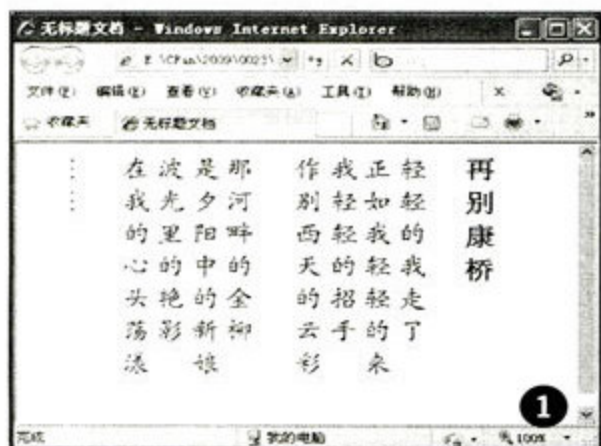 无标题文档 - Windows Internet Explorer
文件(F) 编辑(E) 查看(V) 收藏夹(A) 工具(T) 帮助(H)
收藏夹 无标题文档
再别康桥
轻轻的我走了
正如我轻轻的来
我轻轻的招手
作别西天的云彩
那河畔的金柳
是夕阳中的新娘
波光里的艳影
在我的心头荡漾
……
完成 我的电脑 100%
1